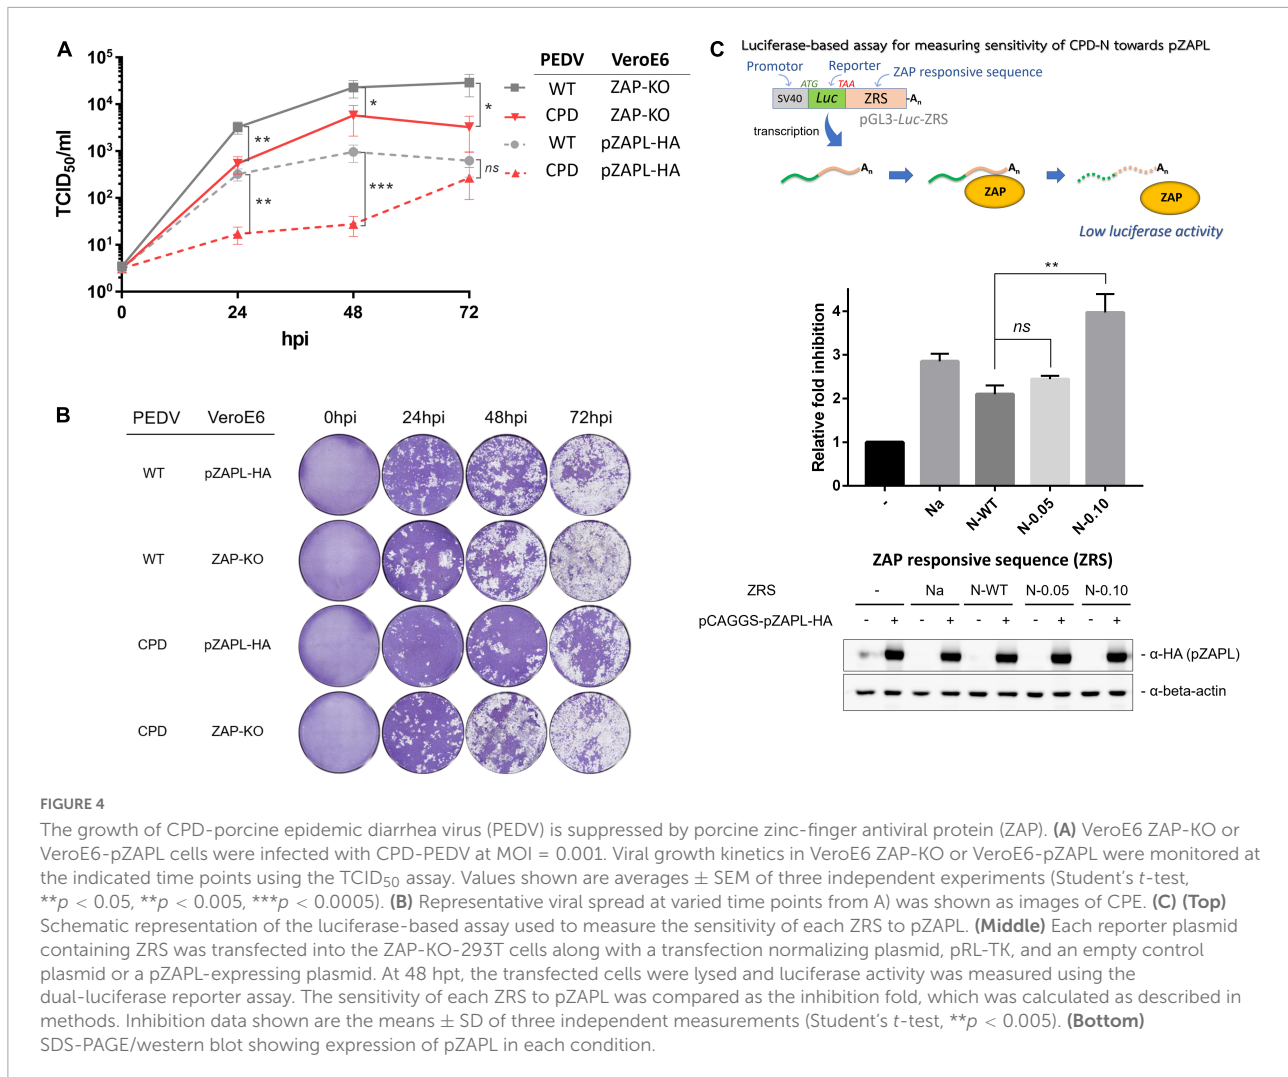 A
10⁵
10⁴
10³
10²
10¹
10⁰
TCID₅₀/ml
0
24
48
72
hpi
**
**
*
***
*
ns
PEDV VeroE6
WT ZAP-KO
CPD ZAP-KO
WT pZAPL-HA
CPD pZAPL-HA
B
PEDV VeroE6 0hpi 24hpi 48hpi 72hpi
WT pZAPL-HA
WT ZAP-KO
CPD pZAPL-HA
CPD ZAP-KO
C
Luciferase-based assay for measuring sensitivity of CPD-N towards pZAPL
Promotor Reporter ZAP responsive sequence
ATG TAA
SV40 Luc ZRS -Aₙ
pGL3-Luc-ZRS
transcription
Aₙ Aₙ Aₙ
ZAP ZAP
Low luciferase activity
**
ns
4
3
2
1
0
Relative fold inhibition
- Na N-WT N-0.05 N-0.10
ZAP responsive sequence (ZRS)
ZRS - Na N-WT N-0.05 N-0.10
pCAGGS-pZAPL-HA - + - + - + - + - +
- α-HA (pZAPL)
- α-beta-actin
FIGURE 4
The growth of CPD-porcine epidemic diarrhea virus (PEDV) is suppressed by porcine zinc-finger antiviral protein (ZAP). (A) VeroE6 ZAP-KO or
VeroE6-pZAPL cells were infected with CPD-PEDV at MOI = 0.001. Viral growth kinetics in VeroE6 ZAP-KO or VeroE6-pZAPL were monitored at
the indicated time points using the TCID₅₀ assay. Values shown are averages ± SEM of three independent experiments (Student's t-test,
**p < 0.05, **p < 0.005, ***p < 0.0005). (B) Representative viral spread at varied time points from A) was shown as images of CPE. (C) (Top)
Schematic representation of the luciferase-based assay used to measure the sensitivity of each ZRS to pZAPL. (Middle) Each reporter plasmid
containing ZRS was transfected into the ZAP-KO-293T cells along with a transfection normalizing plasmid, pRL-TK, and an empty control
plasmid or a pZAPL-expressing plasmid. At 48 hpt, the transfected cells were lysed and luciferase activity was measured using the
dual-luciferase reporter assay. The sensitivity of each ZRS to pZAPL was compared as the inhibition fold, which was calculated as described in
methods. Inhibition data shown are the means ± SD of three independent measurements (Student's t-test, **p < 0.005). (Bottom)
SDS-PAGE/western blot showing expression of pZAPL in each condition.